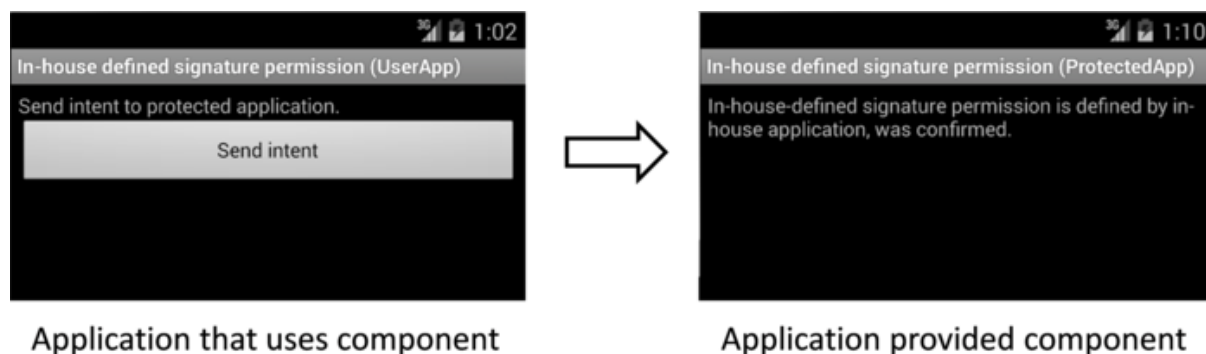 3G 1:02
In-house defined signature permission (UserApp)
Send intent to protected application.
Send intent
Application that uses component
3G 1:10
In-house defined signature permission (ProtectedApp)
In-house-defined signature permission is defined by in-
house application, was confirmed.
Application provided component